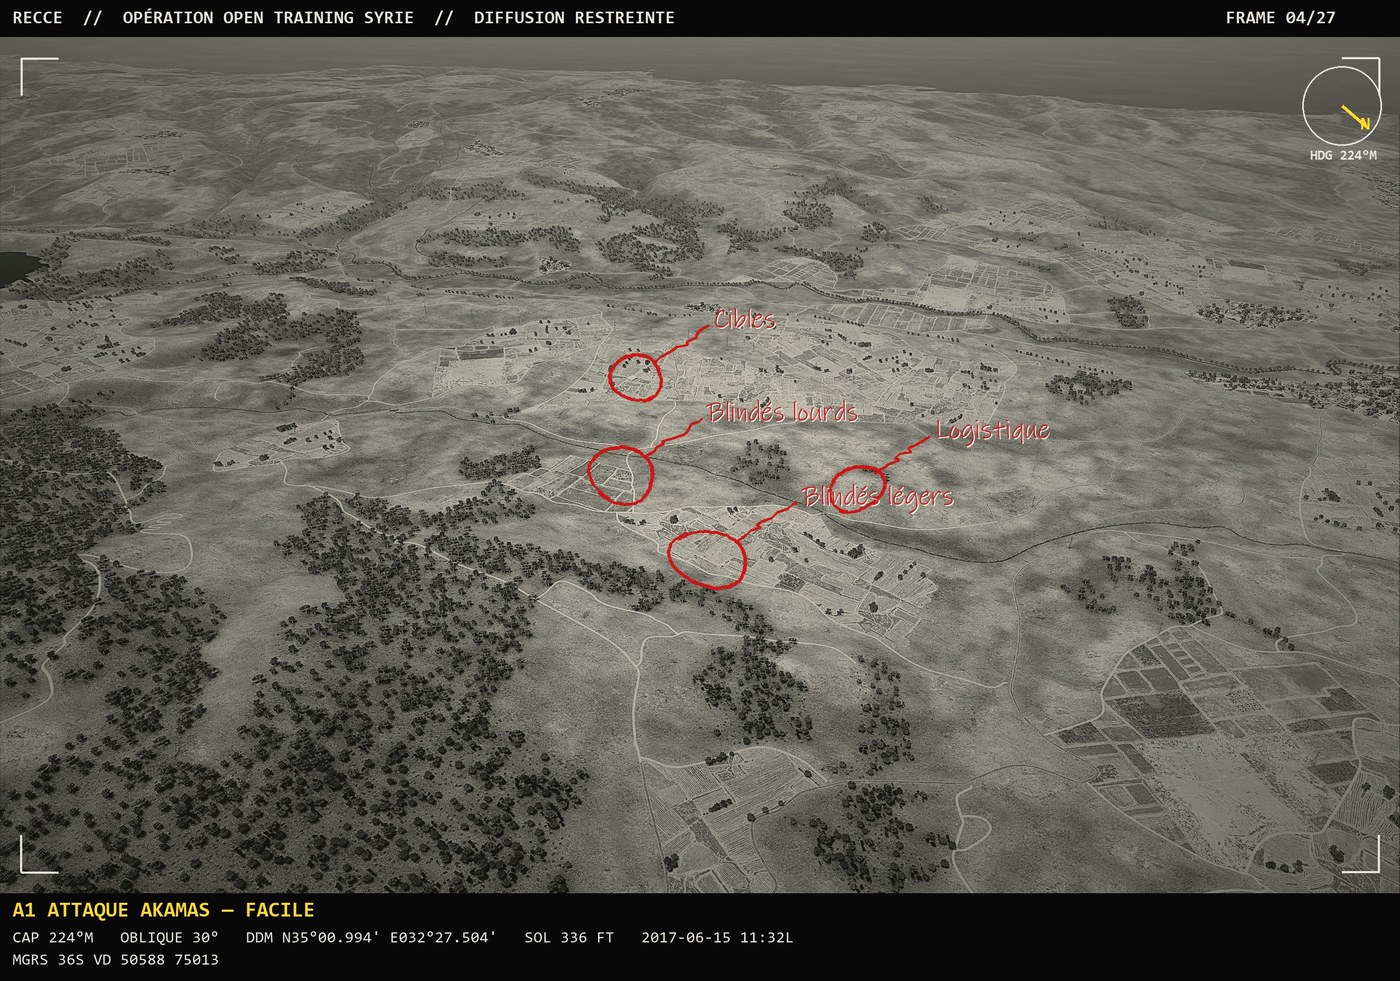 RECCE // OPÉRATION OPEN TRAINING SYRIE // DIFFUSION RESTREINTE
FRAME 04/27
N
HDG 224°M
Cibles
Blindés lourds
Logistique
Blindés légers
A1 ATTAQUE AKAMAS — FACILE
CAP 224°M OBLIQUE 30° DDM N35°00.994' E032°27.504' SOL 336 FT 2017-06-15 11:32L
MGRS 36S VD 50588 75013